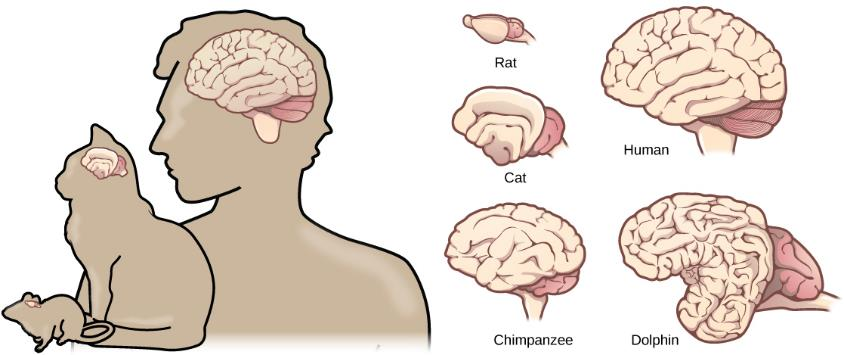 Rat
Human
Cat
Chimpanzee
Dolphin